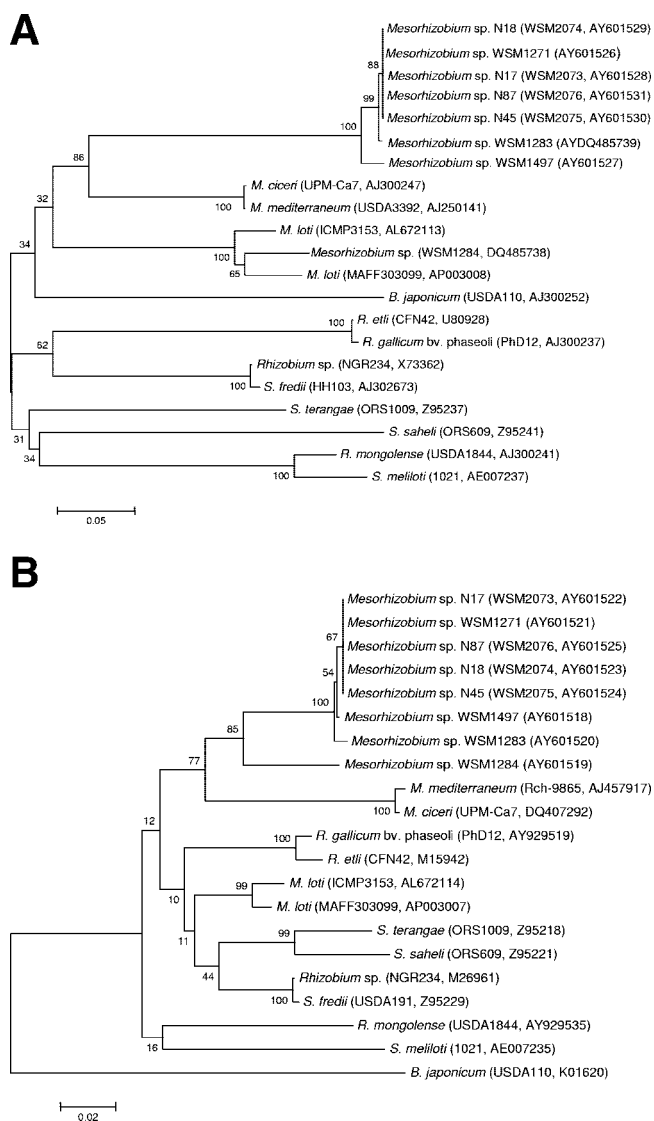 A
Mesorhizobium sp. N18 (WSM2074, AY601529)
Mesorhizobium sp. WSM1271 (AY601526)
88
Mesorhizobium sp. N17 (WSM2073, AY601528)
Mesorhizobium sp. N87 (WSM2076, AY601531)
99
Mesorhizobium sp. N45 (WSM2075, AY601530)
100
Mesorhizobium sp. WSM1283 (AYDQ485739)
86
Mesorhizobium sp. WSM1497 (AY601527)
M. ciceri (UPM-Ca7, AJ300247)
32
100
M. mediterraneum (USDA3392, AJ250141)
M. loti (ICMP3153, AL672113)
34
100
Mesorhizobium sp. (WSM1284, DQ485738)
65
M. loti (MAFF303099, AP003008)
B. japonicum (USDA110, AJ300252)
R. etli (CFN42, U80928)
100
62
R. gallicum bv. phaseoli (PhD12, AJ300237)
Rhizobium sp. (NGR234, X73362)
100
S. fredii (HH103, AJ302673)
S. terangae (ORS1009, Z95237)
31
S. saheli (ORS609, Z95241)
34
R. mongolense (USDA1844, AJ300241)
100
S. meliloti (1021, AE007237)
0.05
B
Mesorhizobium sp. N17 (WSM2073, AY601522)
Mesorhizobium sp. WSM1271 (AY601521)
67
Mesorhizobium sp. N87 (WSM2076, AY601525)
54
Mesorhizobium sp. N18 (WSM2074, AY601523)
Mesorhizobium sp. N45 (WSM2075, AY601524)
100
Mesorhizobium sp. WSM1497 (AY601518)
85
Mesorhizobium sp. WSM1283 (AY601520)
77
Mesorhizobium sp. WSM1284 (AY601519)
M. mediterraneum (Rch-9865, AJ457917)
100
M. ciceri (UPM-Ca7, DQ407292)
12
R. gallicum bv. phaseoli (PhD12, AY929519)
100
R. etli (CFN42, M15942)
M. loti (ICMP3153, AL672114)
99
10
M. loti (MAFF303099, AP003007)
S. terangae (ORS1009, Z95218)
99
11
S. saheli (ORS609, Z95221)
44
Rhizobium sp. (NGR234, M26961)
100
S. fredii (USDA191, Z95229)
R. mongolense (USDA1844, AY929535)
16
S. meliloti (1021, AE007235)
B. japonicum (USDA110, K01620)
0.02